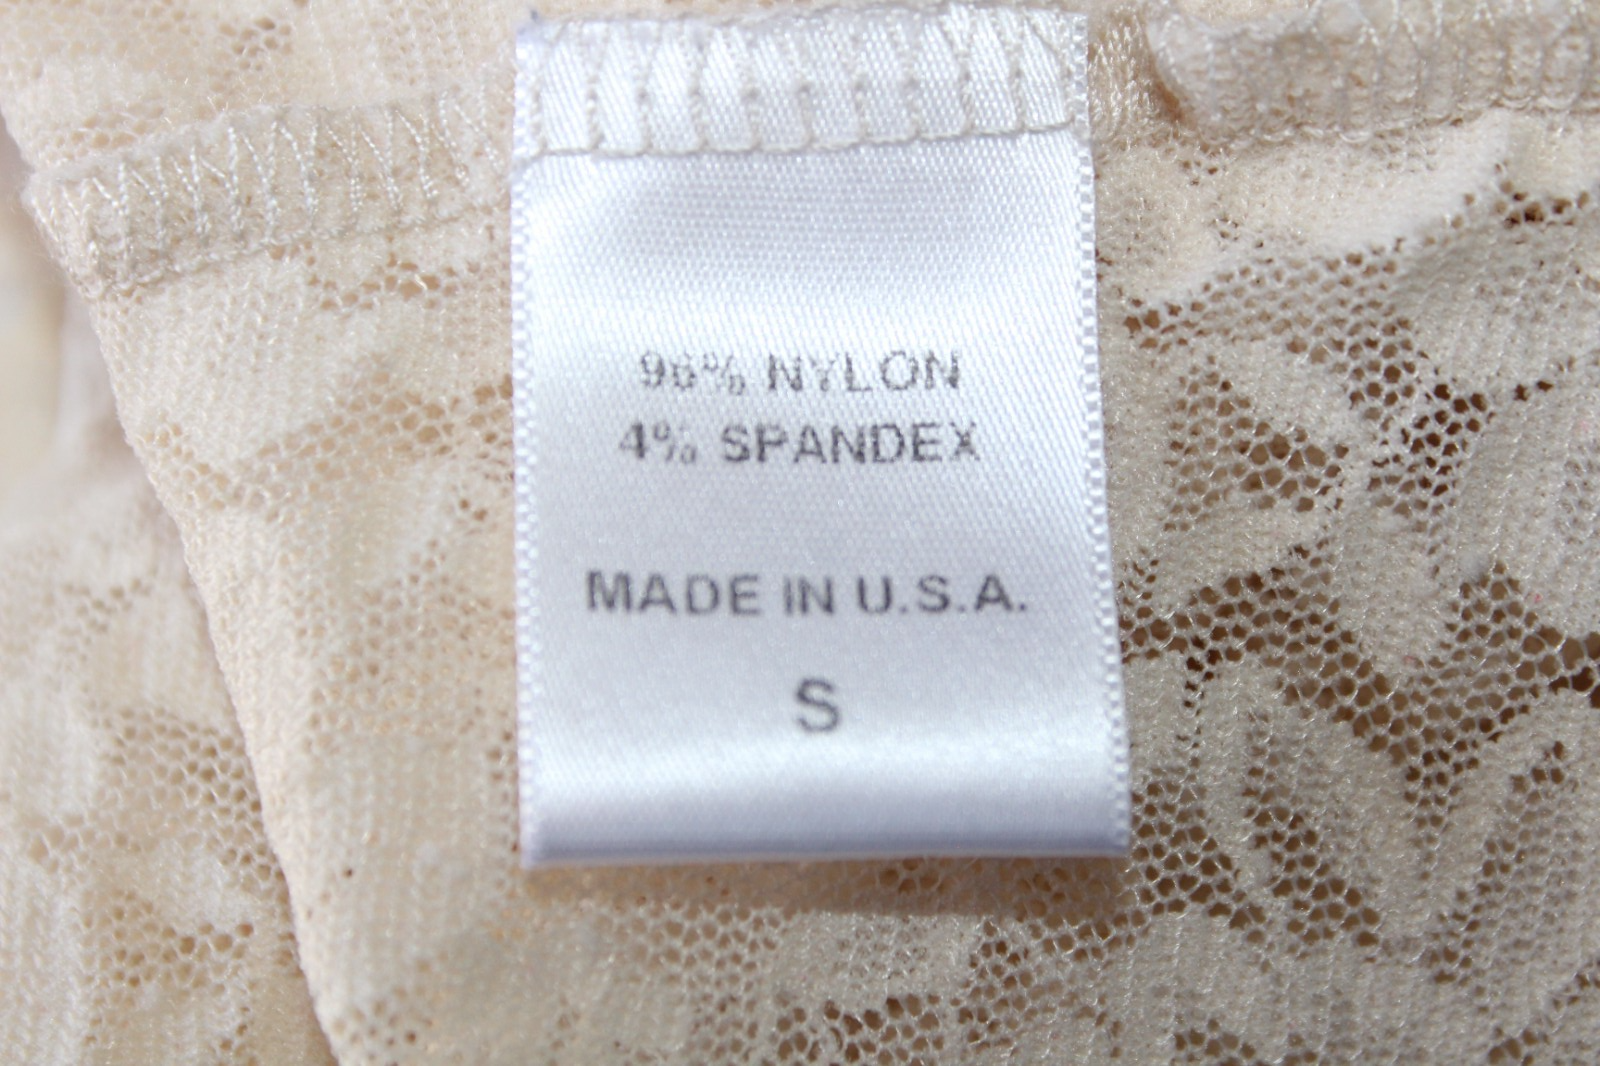 96% NYLON
4% SPANDEX
MADE IN U.S.A.
S